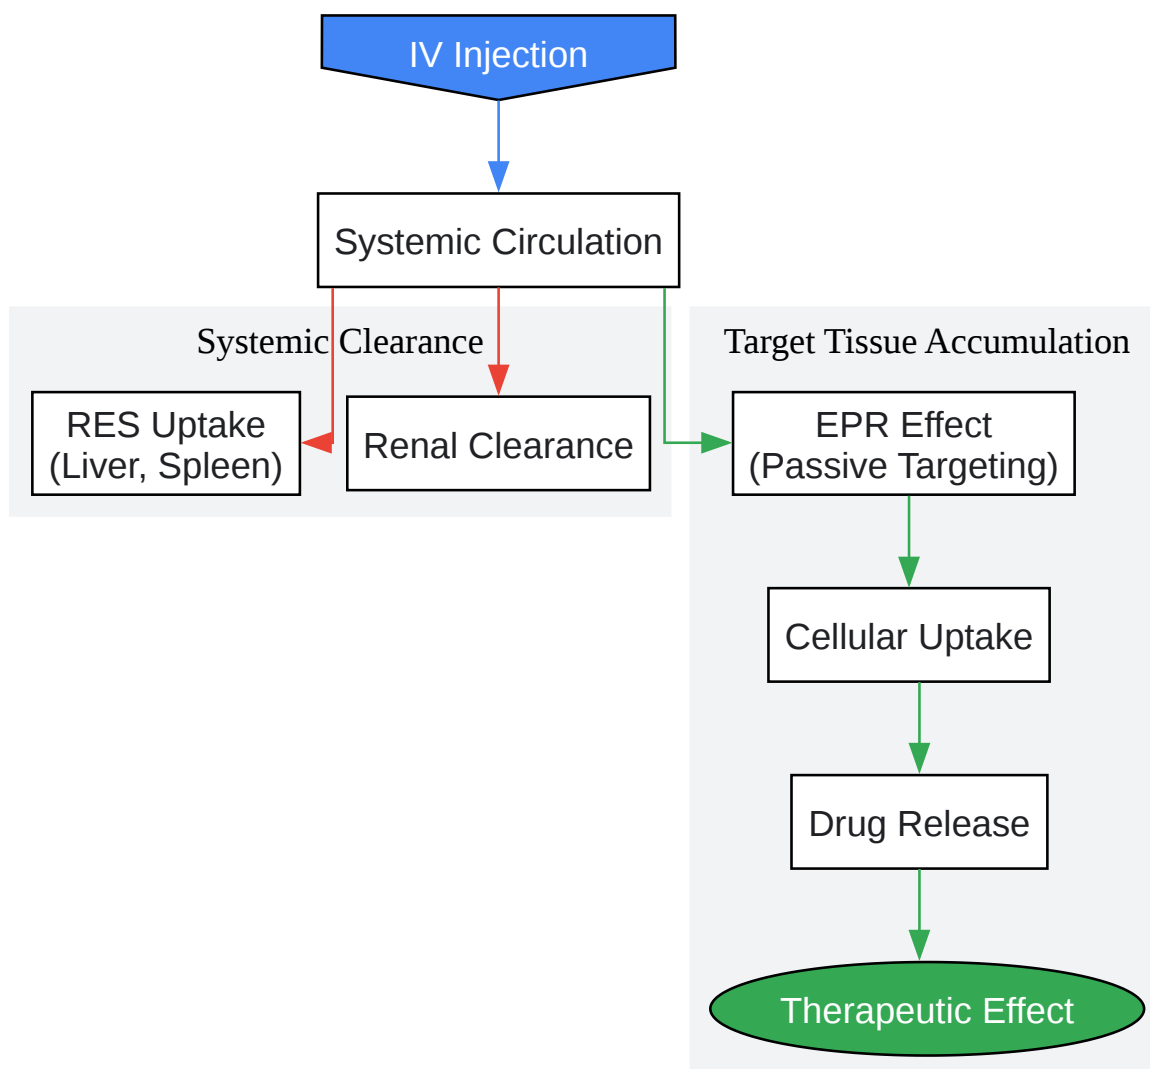 IV Injection
Systemic Circulation
Systemic Clearance
RES Uptake
(Liver, Spleen)
Renal Clearance
Target Tissue Accumulation
EPR Effect
(Passive Targeting)
Cellular Uptake
Drug Release
Therapeutic Effect